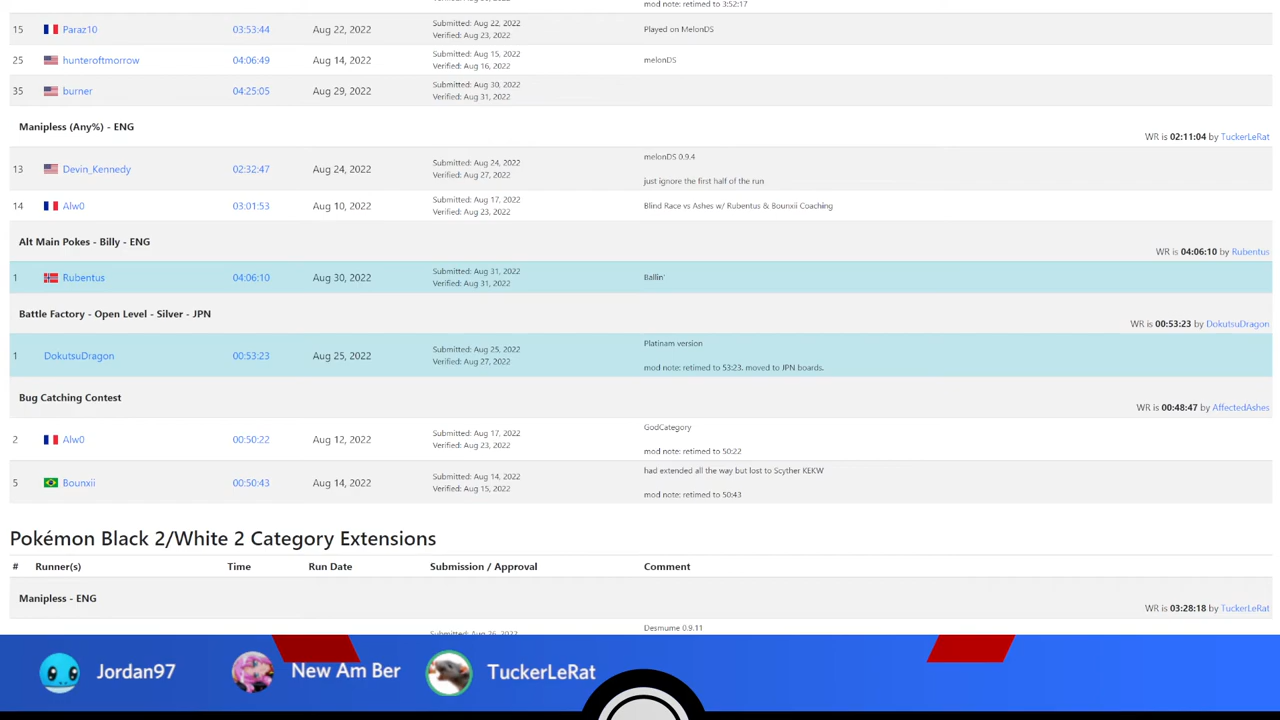 mod note: retimed to 3:52:17
15 Paraz10 03:53:44 Aug 22, 2022 Submitted: Aug 22, 2022 Verified: Aug 23, 2022 Played on MelonDS
25 hunteroftmorrow 04:06:49 Aug 14, 2022 Submitted: Aug 15, 2022 Verified: Aug 16, 2022 melonDS
35 burner 04:25:05 Aug 29, 2022 Submitted: Aug 30, 2022 Verified: Aug 31, 2022
Manipless (Any%) - ENG
WR is 02:11:04 by TuckerLeRat
13 Devin_Kennedy 02:32:47 Aug 24, 2022 Submitted: Aug 24, 2022 Verified: Aug 27, 2022 melonDS 0.9.4
just ignore the first half of the run
14 Alw0 03:01:53 Aug 10, 2022 Submitted: Aug 17, 2022 Verified: Aug 23, 2022 Blind Race vs Ashes w/ Rubentus & Bounxii Coaching
Alt Main Pokes - Billy - ENG
WR is 04:06:10 by Rubentus
1 Rubentus 04:06:10 Aug 30, 2022 Submitted: Aug 31, 2022 Verified: Aug 31, 2022 Ballin'
Battle Factory - Open Level - Silver - JPN
WR is 00:53:23 by DokutsuDragon
1 DokutsuDragon 00:53:23 Aug 25, 2022 Submitted: Aug 25, 2022 Verified: Aug 27, 2022 Platinam version
mod note: retimed to 53:23. moved to JPN boards.
Bug Catching Contest
WR is 00:48:47 by AffectedAshes
2 Alw0 00:50:22 Aug 12, 2022 Submitted: Aug 17, 2022 Verified: Aug 23, 2022 GodCategory
mod note: retimed to 50:22
5 Bounxii 00:50:43 Aug 14, 2022 Submitted: Aug 14, 2022 Verified: Aug 15, 2022 had extended all the way but lost to Scyther KEKW
mod note: retimed to 50:43
Pokémon Black 2/White 2 Category Extensions
# Runner(s) Time Run Date Submission / Approval Comment
Manipless - ENG
WR is 03:28:18 by TuckerLeRat
Submitted: Aug 26, 2022 Desmume 0.9.11
Jordan97 New Am Ber TuckerLeRat